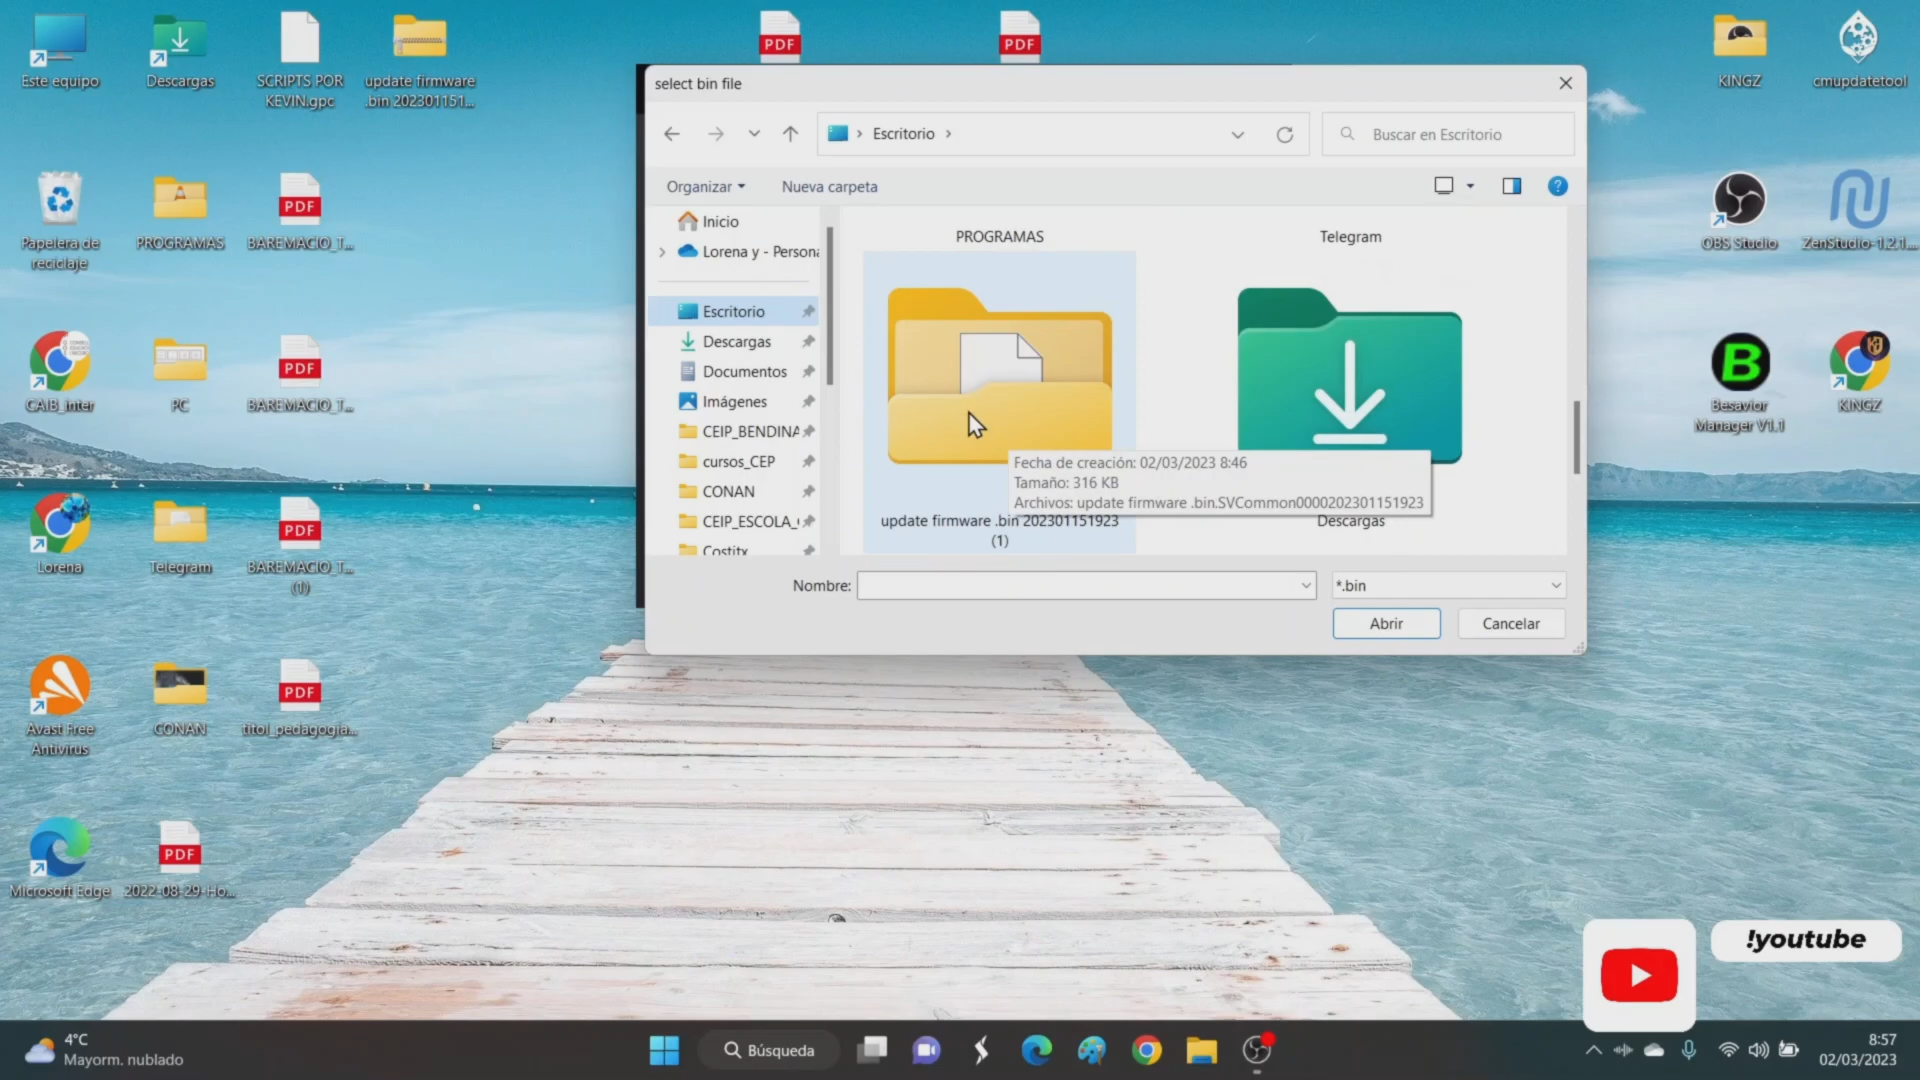 Este equipo
Descargas
SCRIPTS POR
KEVIN.gpc
update firmware
.bin 202301151...
PDF
PDF
KINGZ
cmupdatetool
select bin file
Escritorio
Buscar en Escritorio
Organizar
Nueva carpeta
Inicio
Lorena y - Persona
Escritorio
Descargas
Documentos
Imágenes
CEIP_BENDINA
cursos_CEP
CONAN
CEIP_ESCOLA_
Costitx
PROGRAMAS
Telegram
Fecha de creación: 02/03/2023 8:46
Tamaño: 316 KB
Archivos: update firmware .bin.SVCommon0000202301151923
update firmware .bin 202301151923
(1)
Descargas
Nombre:
*.bin
Abrir
Cancelar
Papelera de
reciclaje
PROGRAMAS
PDF
BAREMACIO_T...
OBS Studio
ZenStudio-1.2.1....
CAIB_inter
PC
PDF
BAREMACIO_T...
Besavior
Manager V1.1
KINGZ
Lorena
Telegram
PDF
BAREMACIO_T...
(1)
Avast Free
Antivirus
CONAN
PDF
titol_pedagogia...
Microsoft Edge
PDF
2022-08-29-Ho...
!youtube
4°C
Mayorm. nublado
Búsqueda
8:57
02/03/2023